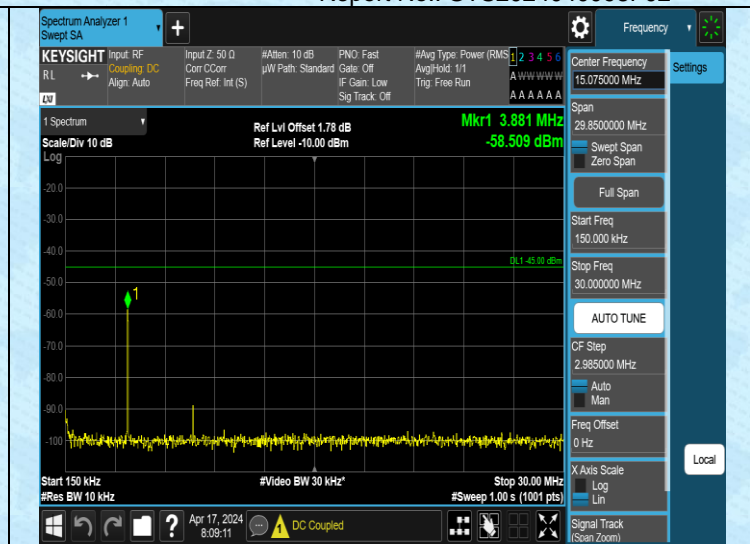 Spectrum Analyzer 1
Swept SA
+
Frequency
KEYSIGHT
RL
LXI
Input: RF
Coupling: DC
Align: Auto
Input Z: 50 Ω
Corr CCorr
Freq Ref: Int (S)
#Atten: 10 dB
µW Path: Standard
PNO: Fast
Gate: Off
IF Gain: Low
Sig Track: Off
#Avg Type: Power (RMS
Avg|Hold: 1/1
Trig: Free Run
1 2 3 4 5 6
A W W W W W
A A A A A A
1 Spectrum
Scale/Div 10 dB
Log
Ref Lvl Offset 1.78 dB
Ref Level -10.00 dBm
Mkr1 3.881 MHz
-58.509 dBm
-20.0
-30.0
-40.0
DL1 -45.00 dBm
-50.0
1
-60.0
-70.0
-80.0
-90.0
-100
Start 150 kHz
#Res BW 10 kHz
#Video BW 30 kHz*
Stop 30.00 MHz
#Sweep 1.00 s (1001 pts)
?
Apr 17, 2024
8:09:11
DC Coupled
Center Frequency
15.075000 MHz
Settings
Span
29.8500000 MHz
Swept Span
Zero Span
Full Span
Start Freq
150.000 kHz
Stop Freq
30.000000 MHz
AUTO TUNE
CF Step
2.985000 MHz
Auto
Man
Freq Offset
0 Hz
X Axis Scale
Log
Lin
Local
Signal Track
(Span Zoom)